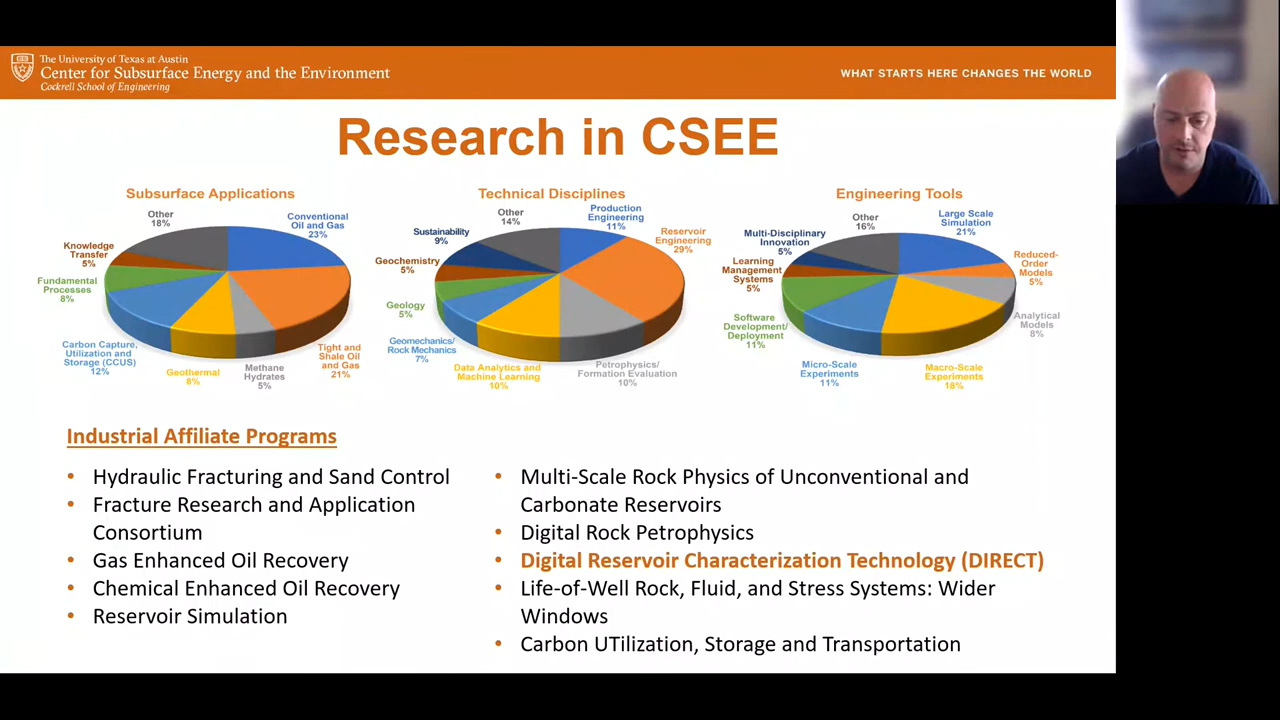 The University of Texas at Austin
Center for Subsurface Energy and the Environment
Cockrell School of Engineering
WHAT STARTS HERE CHANGES THE WORLD
Research in CSEE
Subsurface Applications
Other
18%
Conventional
Oil and Gas
23%
Knowledge
Transfer
5%
Fundamental
Processes
8%
Carbon Capture,
Utilization and
Storage (CCUS)
12%
Geothermal
8%
Methane
Hydrates
5%
Tight and
Shale Oil
and Gas
21%
Technical Disciplines
Other
14%
Production
Engineering
11%
Sustainability
9%
Reservoir
Engineering
29%
Geochemistry
5%
Geology
5%
Geomechanics/
Rock Mechanics
7%
Data Analytics and
Machine Learning
10%
Petrophysics/
Formation Evaluation
10%
Engineering Tools
Other
16%
Large Scale
Simulation
21%
Multi-Disciplinary
Innovation
5%
Learning
Management
Systems
5%
Reduced-
Order
Models
5%
Software
Development/
Deployment
11%
Analytical
Models
8%
Micro-Scale
Experiments
11%
Macro-Scale
Experiments
18%
Industrial Affiliate Programs
• Hydraulic Fracturing and Sand Control
• Fracture Research and Application
Consortium
• Gas Enhanced Oil Recovery
• Chemical Enhanced Oil Recovery
• Reservoir Simulation
• Multi-Scale Rock Physics of Unconventional and
Carbonate Reservoirs
• Digital Rock Petrophysics
• Digital Reservoir Characterization Technology (DIRECT)
• Life-of-Well Rock, Fluid, and Stress Systems: Wider
Windows
• Carbon UTilization, Storage and Transportation